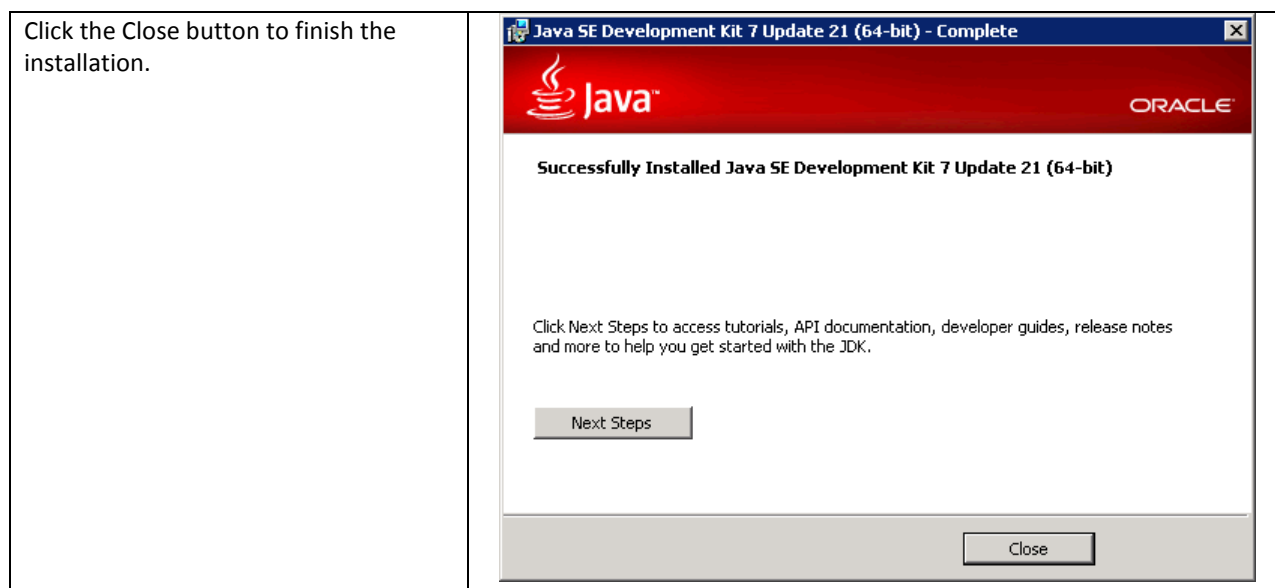 Click the Close button to finish the
installation.
Java SE Development Kit 7 Update 21 (64-bit) - Complete
Java™
ORACLE®
Successfully Installed Java SE Development Kit 7 Update 21 (64-bit)
Click Next Steps to access tutorials, API documentation, developer guides, release notes
and more to help you get started with the JDK.
Next Steps
Close